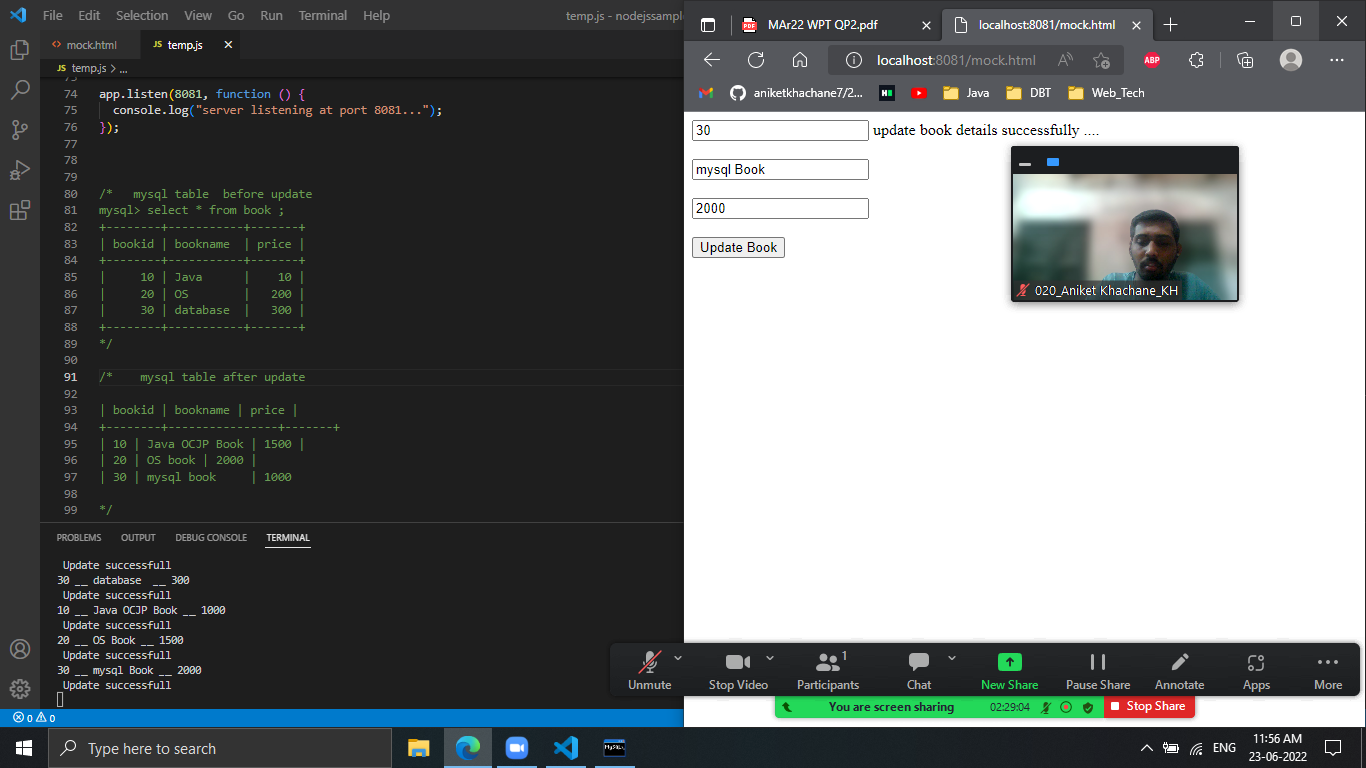 File Edit Selection View Go Run Terminal Help temp.js - nodejssampl
mock.html
JS temp.js
JS temp.js > ...
74 app.listen(8081, function () {
75 console.log("server listening at port 8081...");
76 });
77
78
79
80 /* mysql table before update
81 mysql> select * from book ;
82 +--------+-----------+-------+
83 | bookid | bookname | price |
84 +--------+-----------+-------+
85 | 10 | Java | 10 |
86 | 20 | OS | 200 |
87 | 30 | database | 300 |
88 +--------+-----------+-------+
89 */
90
91 /* mysql table after update
92
93 | bookid | bookname | price |
94 +--------+----------------+-------+
95 | 10 | Java OCJP Book | 1500 |
96 | 20 | OS book | 2000 |
97 | 30 | mysql book | 1000
98
99 */
PROBLEMS OUTPUT DEBUG CONSOLE TERMINAL
Update successfull
30 __ database __ 300
Update successfull
10 __ Java OCJP Book __ 1000
Update successfull
20 __ OS Book __ 1500
Update successfull
30 __ mysql Book __ 2000
Update successfull
0 0
PDF MAr22 WPT QP2.pdf
localhost:8081/mock.html
localhost:8081/mock.html
ABP
aniketkhachane7/2...
Java
DBT
Web_Tech
30 update book details successfully ....
mysql Book
2000
Update Book
020_Aniket Khachane_KH
1
Unmute Stop Video Participants Chat New Share Pause Share Annotate Apps More
You are screen sharing 02:29:04 Stop Share
Type here to search
MySQL
ENG
11:56 AM
23-06-2022